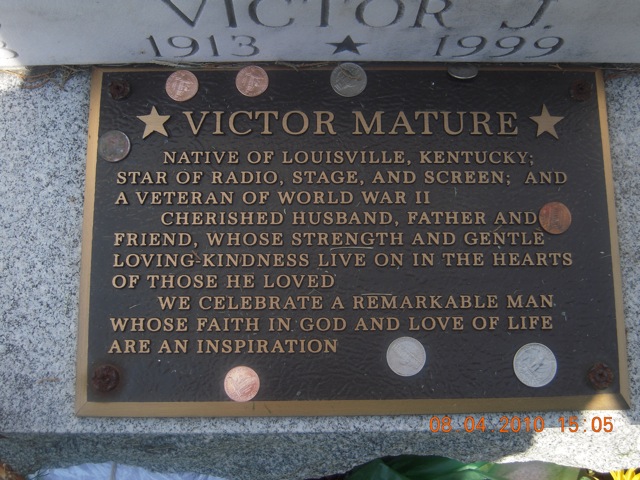 VICTOR J.
1913 ★ 1999
★ VICTOR MATURE ★
NATIVE OF LOUISVILLE, KENTUCKY;
STAR OF RADIO, STAGE, AND SCREEN; AND
A VETERAN OF WORLD WAR II
CHERISHED HUSBAND, FATHER AND
FRIEND, WHOSE STRENGTH AND GENTLE
LOVING-KINDNESS LIVE ON IN THE HEARTS
OF THOSE HE LOVED
WE CELEBRATE A REMARKABLE MAN
WHOSE FAITH IN GOD AND LOVE OF LIFE
ARE AN INSPIRATION
08 04 2010 15:05